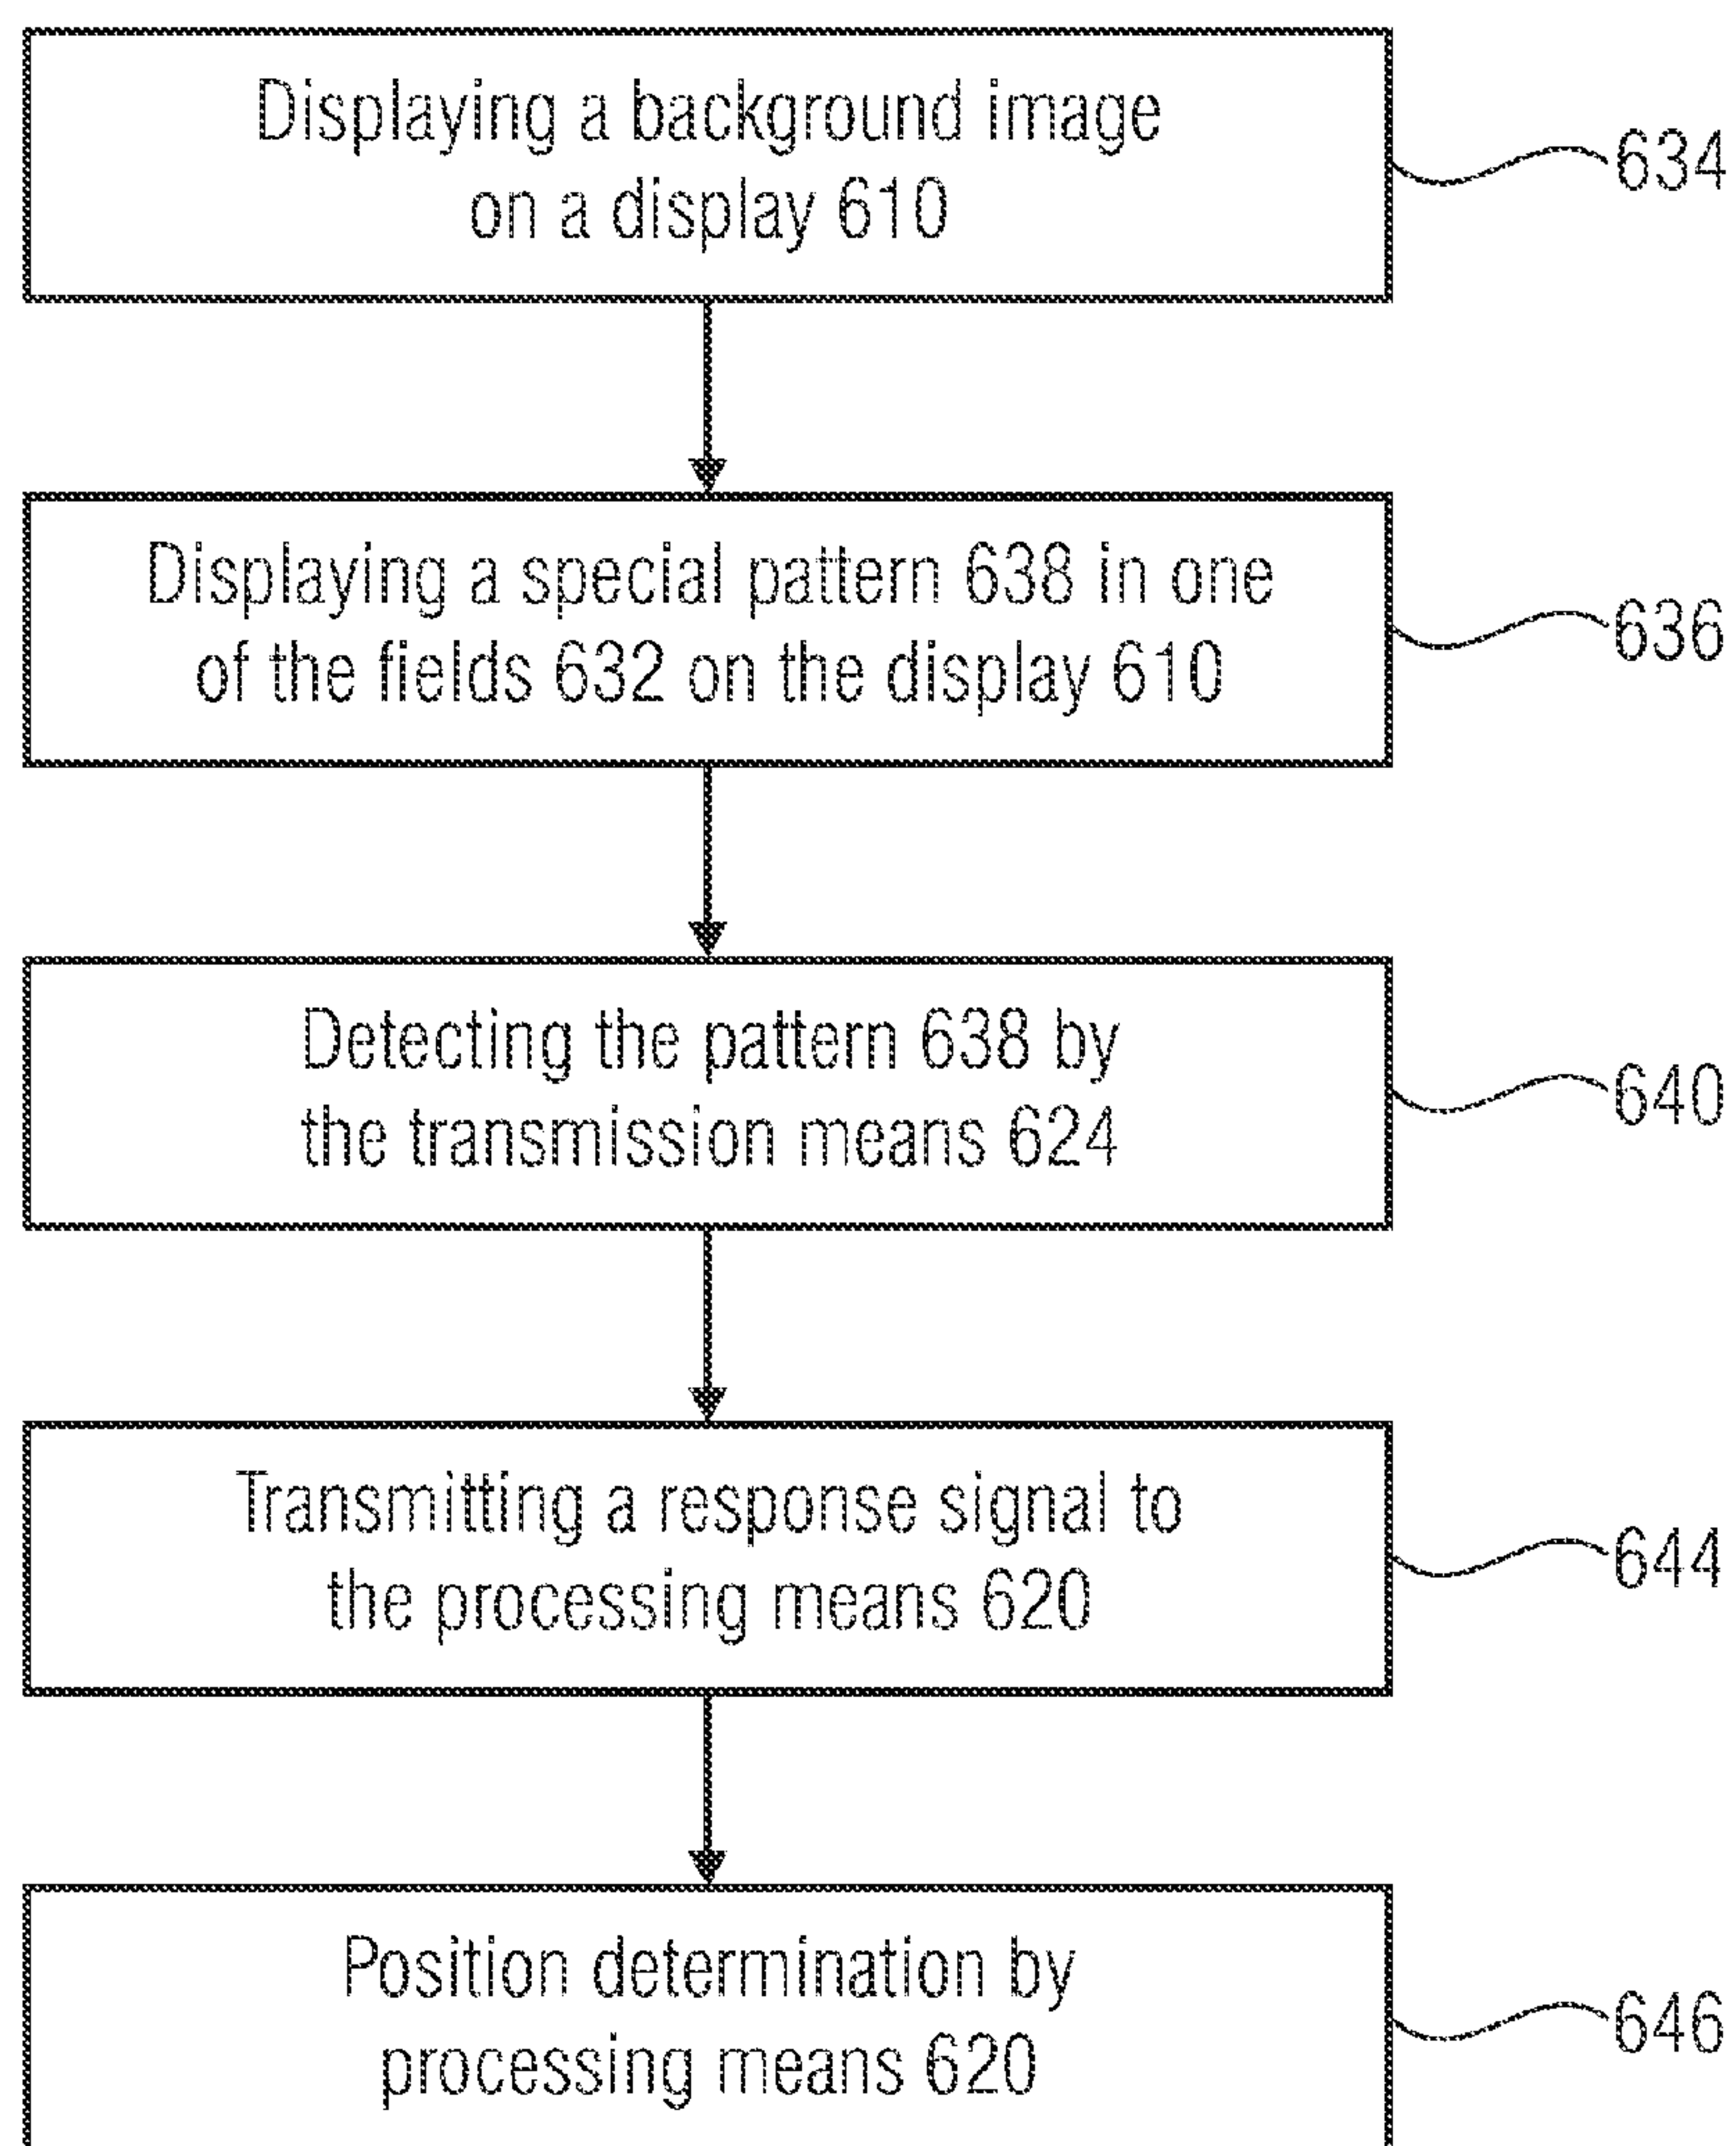 Displaying a background image
on a display 610
634
Displaying a special pattern 638 in one
of the fields 632 on the display 610
636
Detecting the pattern 638 by
the transmission means 624
640
Transmitting a response signal to
the processing means 620
644
Position determination by
processing means 620
646